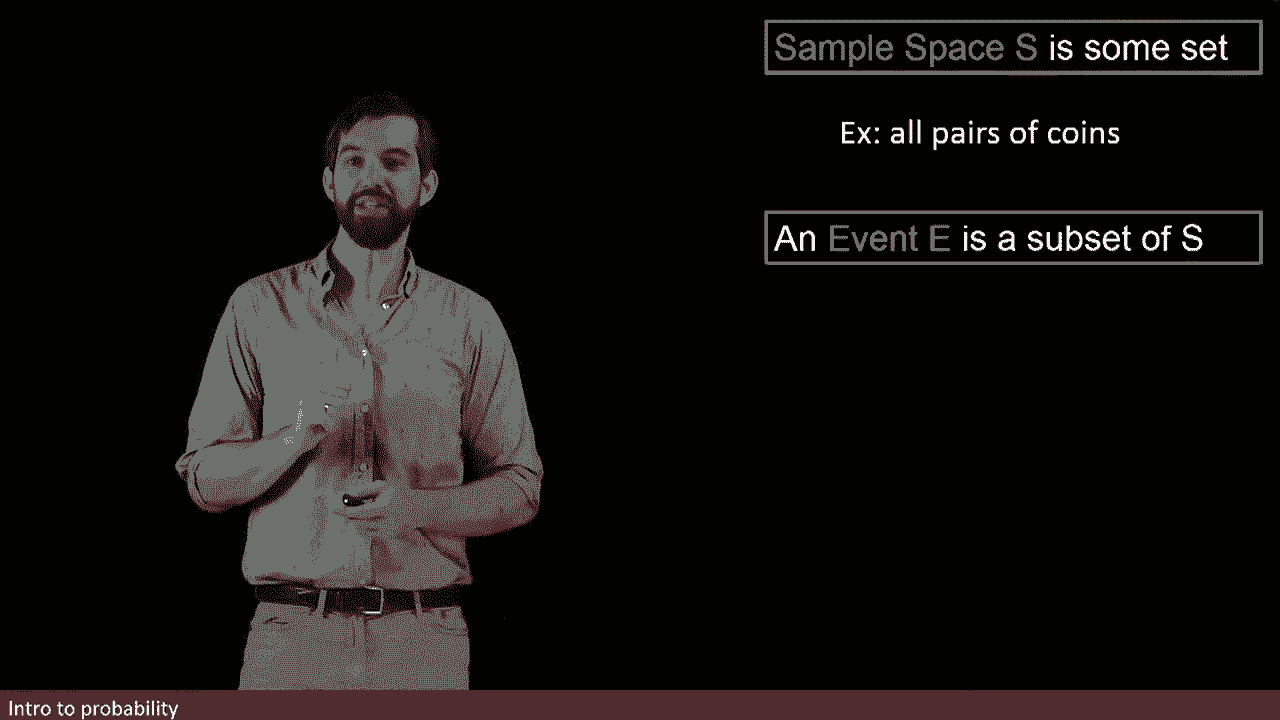 Sample Space S is some set
Ex: all pairs of coins
An Event E is a subset of S
Intro to probability